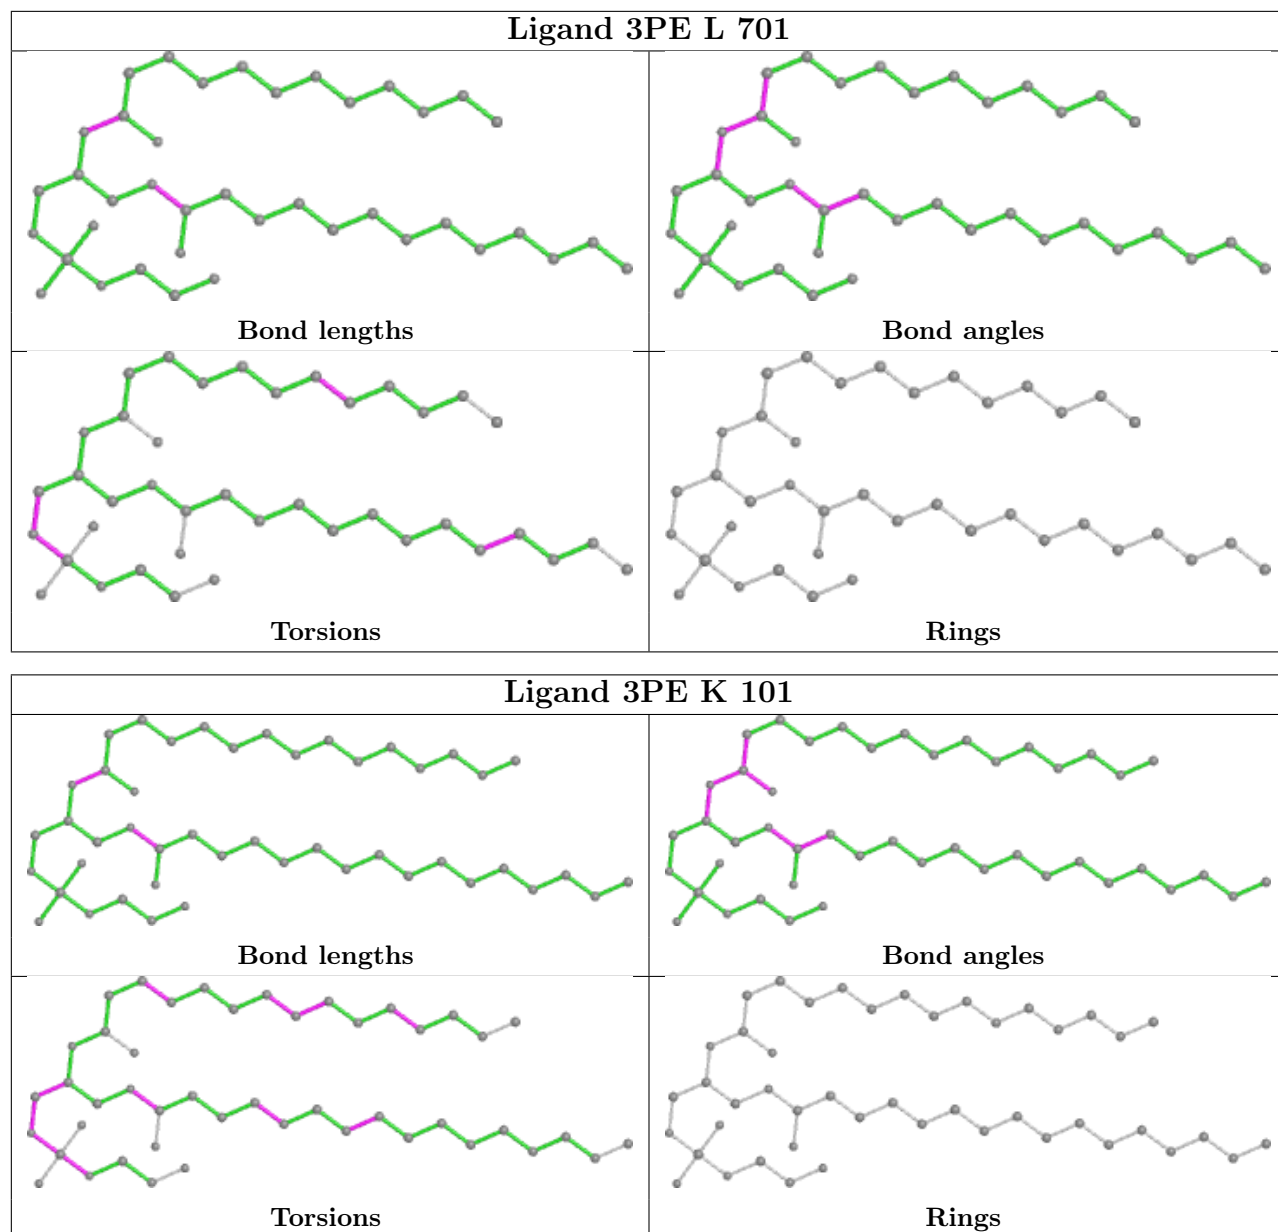 Ligand 3PE L 701
Bond lengths
Bond angles
Torsions
Rings
Ligand 3PE K 101
Bond lengths
Bond angles
Torsions
Rings